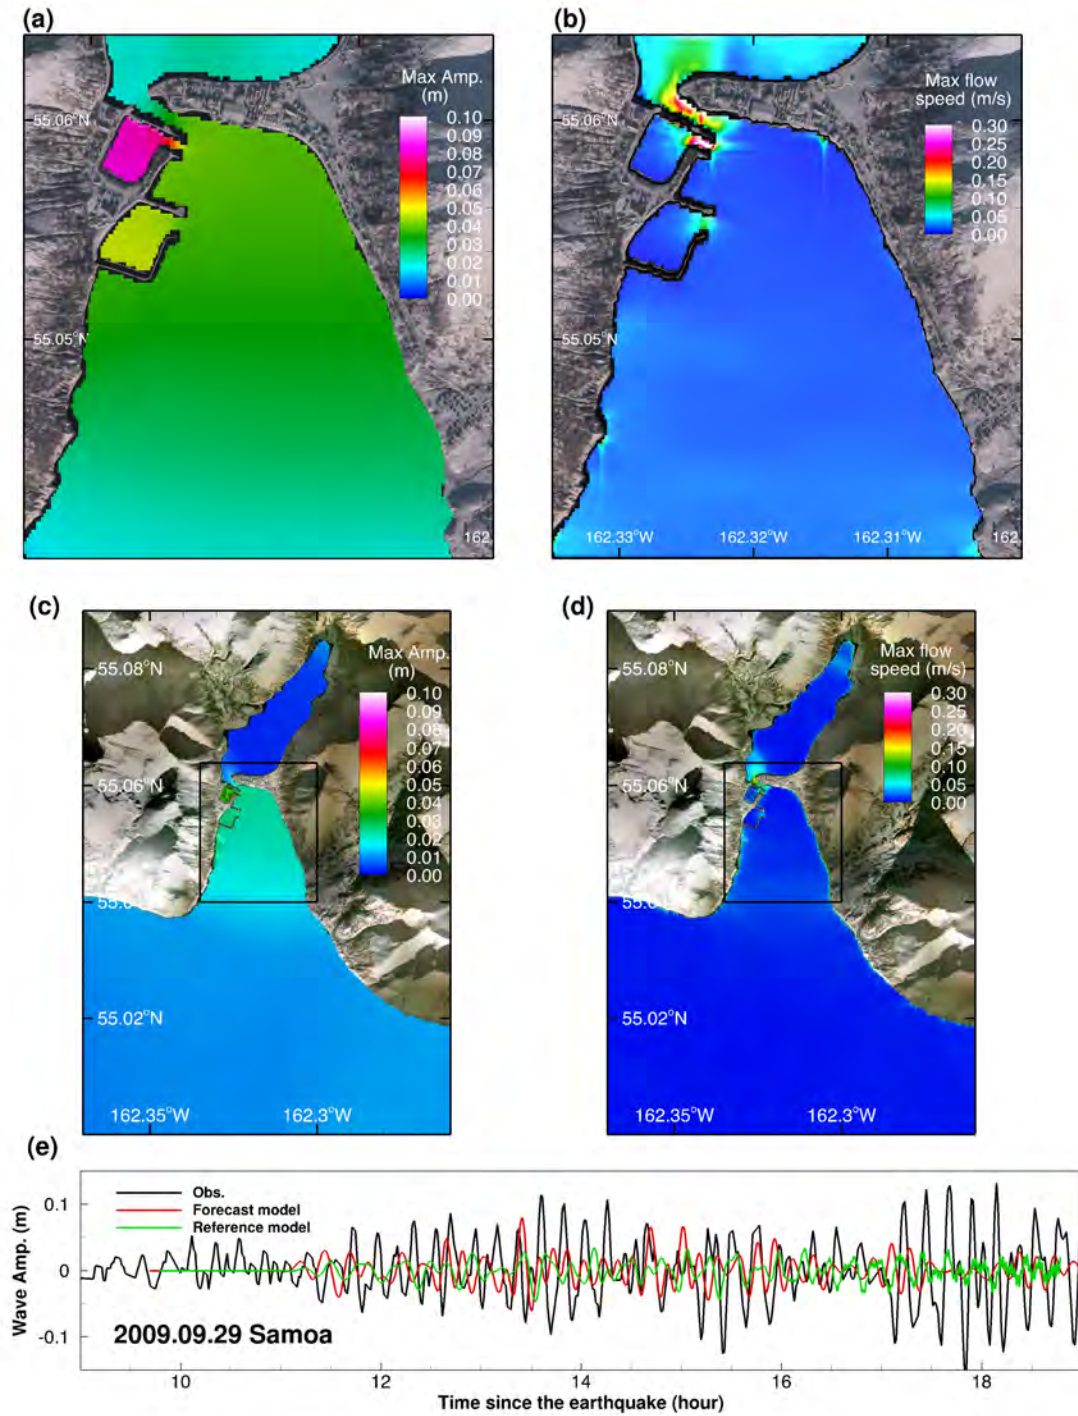 (a)
Max Amp.
(m)
0.10
0.09
0.08
0.07
0.06
0.05
0.04
0.03
0.02
0.01
0.00
55.06°N
55.05°N
162.
(b)
Max flow
speed (m/s)
0.30
0.25
0.20
0.15
0.10
0.05
0.00
55.06°N
55.05°N
162.33°W
162.32°W
162.31°W
162.
(c)
Max Amp.
(m)
0.10
0.09
0.08
0.07
0.06
0.05
0.04
0.03
0.02
0.01
0.00
55.08°N
55.06°N
55.02°N
162.35°W
162.3°W
(d)
Max flow
speed (m/s)
0.30
0.25
0.20
0.15
0.10
0.05
0.00
55.08°N
55.06°N
55.02°N
162.35°W
162.3°W
(e)
Obs.
Forecast model
Reference model
Wave Amp. (m)
0.1
0
-0.1
2009.09.29 Samoa
10
12
14
16
18
Time since the earthquake (hour)